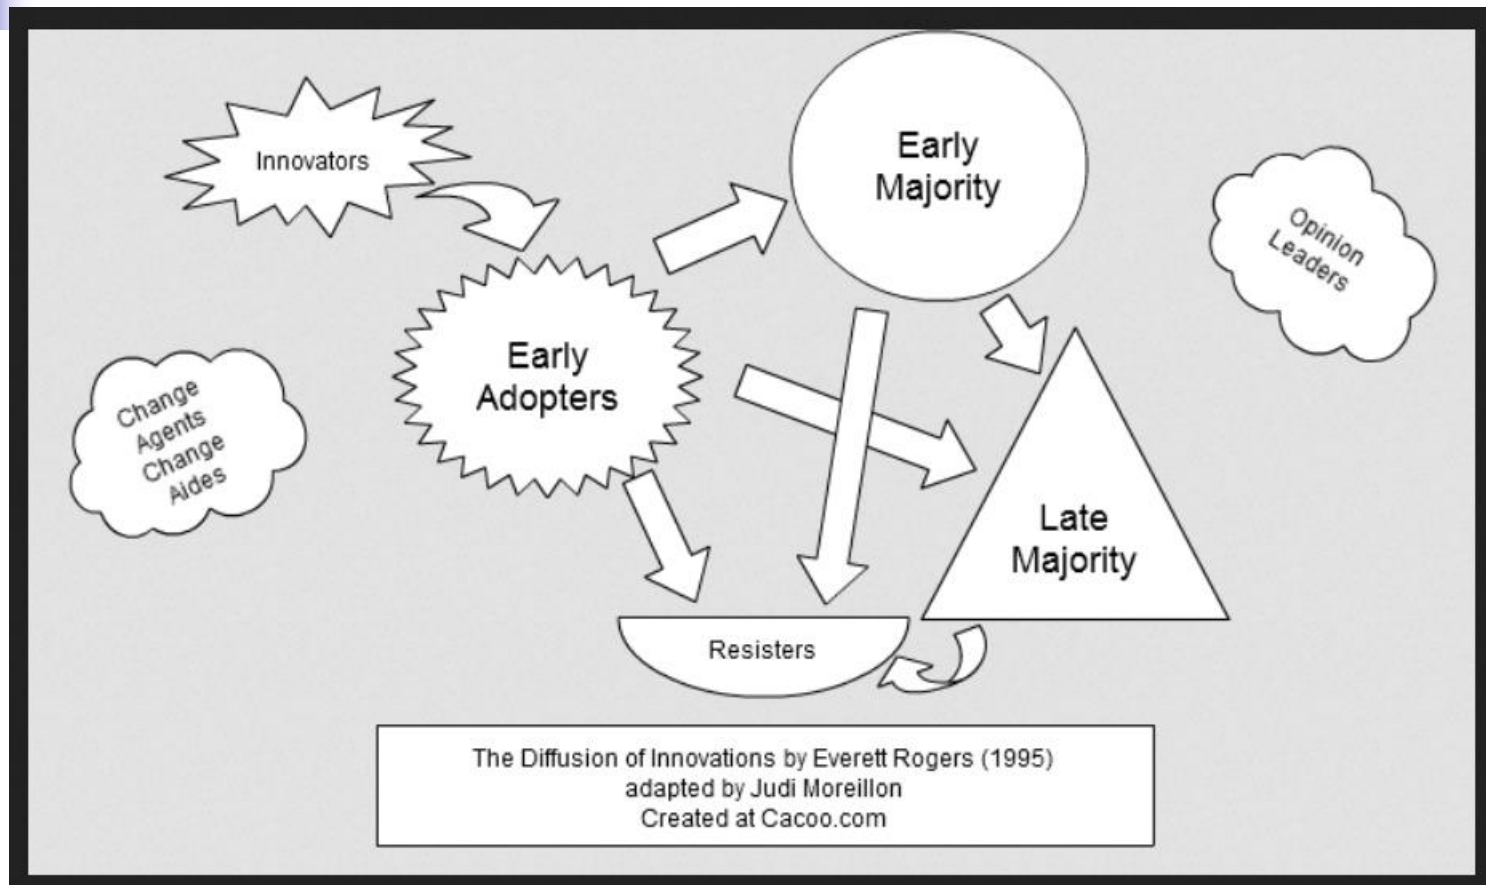 Innovators
Early
Majority
Opinion
Leaders
Early
Adopters
Change
Agents
Change
Aides
Late
Majority
Resisters
The Diffusion of Innovations by Everett Rogers (1995)
adapted by Judi Moreillon
Created at Cacoo.com